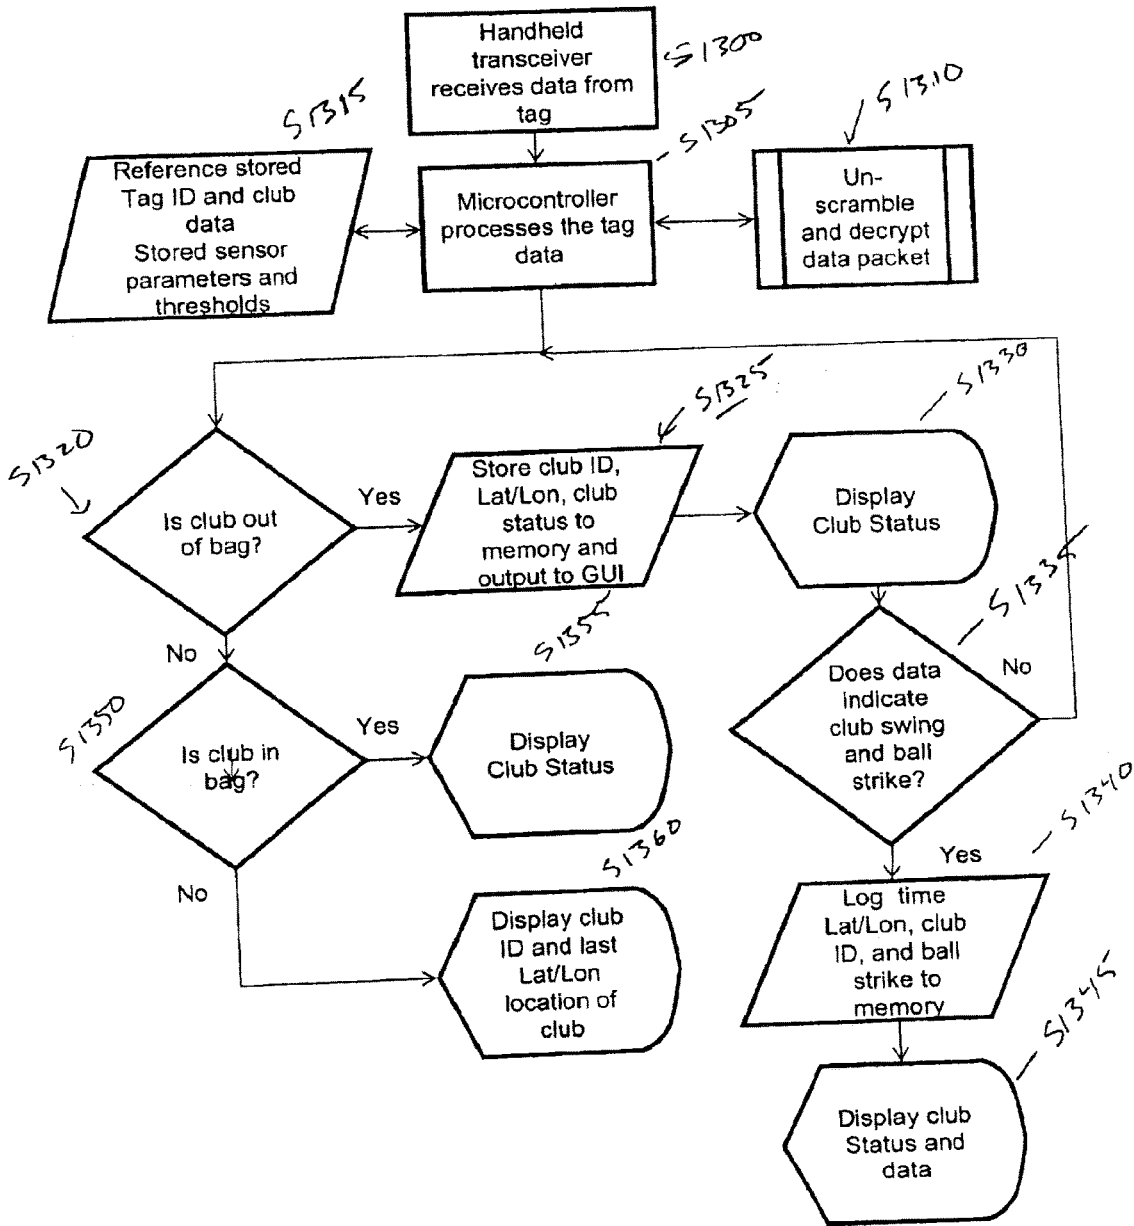 Handheld
transceiver
receives data from
tag
S1300
S1305
S1310
S1315
Reference stored
Tag ID and club
data
Stored sensor
parameters and
thresholds
Microcontroller
processes the tag
data
Un-
scramble
and decrypt
data packet
S1320
Is club out
of bag?
Yes
No
S1325
Store club ID,
Lat/Lon, club
status to
memory and
output to GUI
S1330
Display
Club Status
S1335
Does data
indicate
club swing
and ball
strike?
No
Yes
S1350
Is club in
bag?
Yes
No
S1355
Display
Club Status
S1360
Display club
ID and last
Lat/Lon
location of
club
S1340
Log time
Lat/Lon, club
ID, and ball
strike to
memory
S1345
Display club
Status and
data